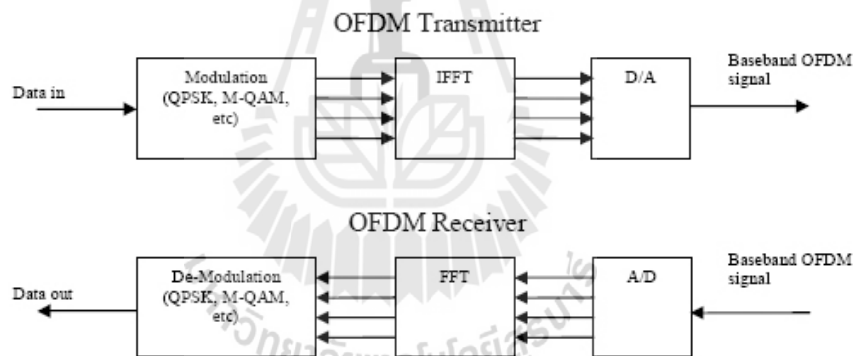 OFDM Transmitter
Data in
Modulation
(QPSK, M-QAM,
etc)
IFFT
D/A
Baseband OFDM
signal
OFDM Receiver
Data out
De-Modulation
(QPSK, M-QAM,
etc)
FFT
A/D
Baseband OFDM
signal